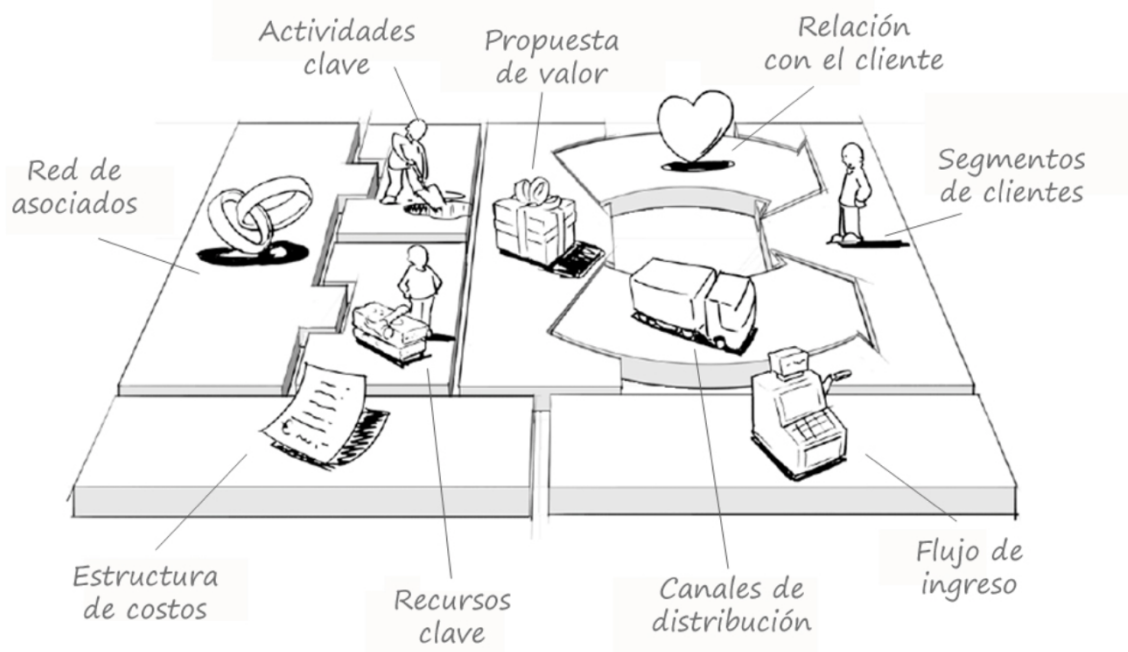 Actividades
clave
Propuesta
de valor
Relación
con el cliente
Red de
asociados
Segmentos
de clientes
Estructura
de costos
Recursos
clave
Canales de
distribución
Flujo de
ingreso